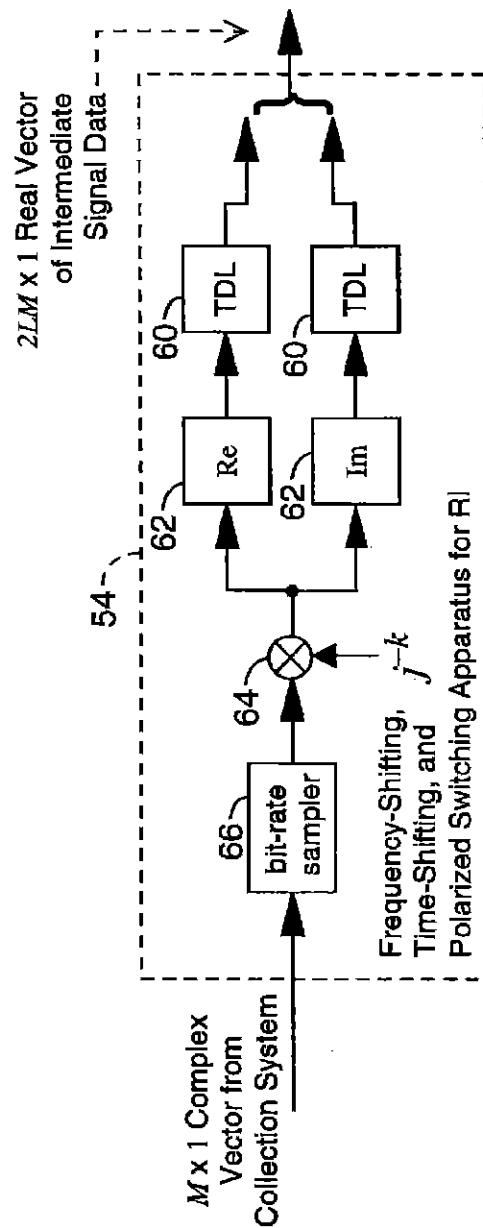 2LM x 1 Real Vector
of Intermediate
Signal Data
54
M x 1 Complex
Vector from
Collection System
66
bit-rate
sampler
64
j⁻ᵏ
62
Re
60
TDL
62
Im
60
TDL
Frequency-Shifting,
Time-Shifting, and
Polarized Switching Apparatus for RI